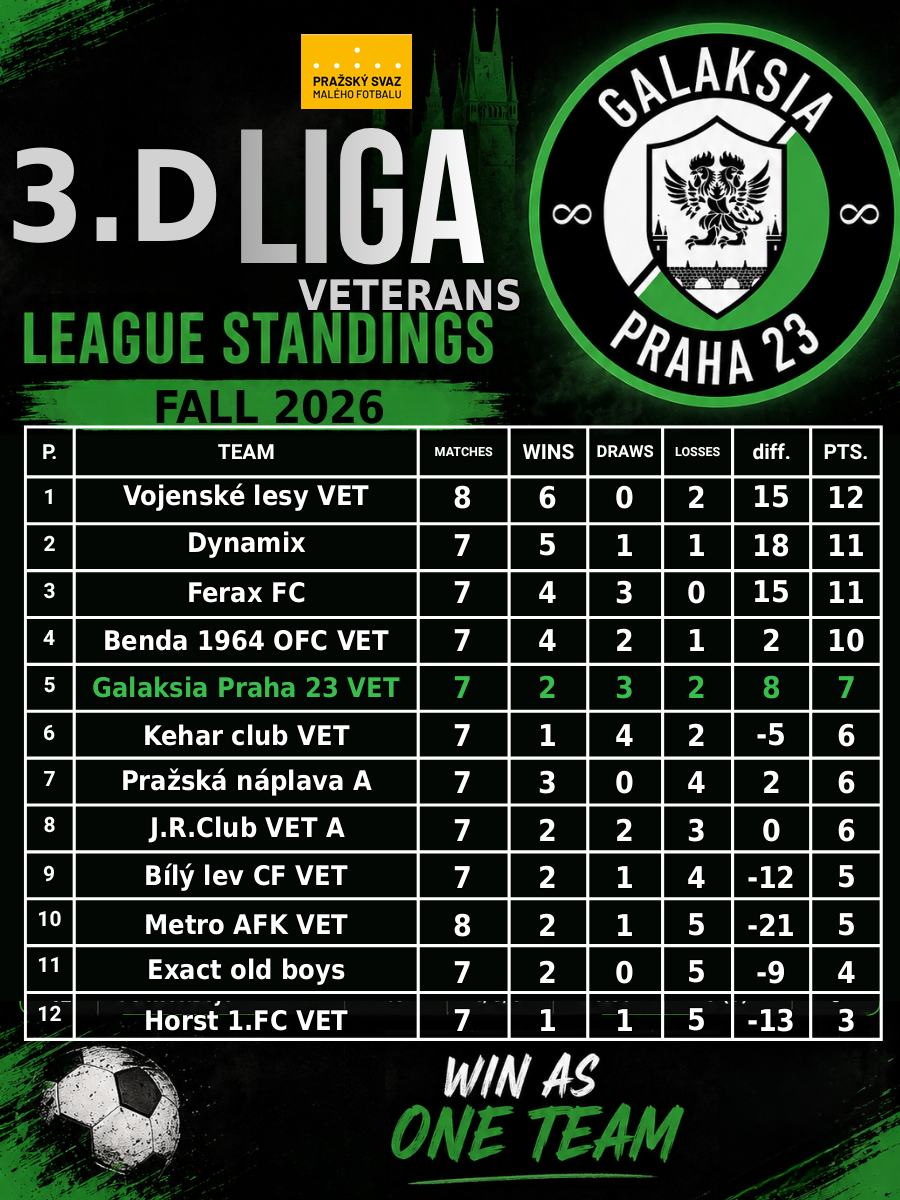 PRAŽSKÝ SVAZ
MALÉHO FOTBALU
GALAKSIA
PRAHA 23
3.D LIGA
VETERANS
LEAGUE STANDINGS
FALL 2026
P. TEAM MATCHES WINS DRAWS LOSSES diff. PTS.
1 Vojenské lesy VET 8 6 0 2 15 12
2 Dynamix 7 5 1 1 18 11
3 Ferax FC 7 4 3 0 15 11
4 Benda 1964 OFC VET 7 4 2 1 2 10
5 Galaksia Praha 23 VET 7 2 3 2 8 7
6 Kehar club VET 7 1 4 2 -5 6
7 Pražská náplava A 7 3 0 4 2 6
8 J.R.Club VET A 7 2 2 3 0 6
9 Bílý lev CF VET 7 2 1 4 -12 5
10 Metro AFK VET 8 2 1 5 -21 5
11 Exact old boys 7 2 0 5 -9 4
12 Horst 1.FC VET 7 1 1 5 -13 3
WIN AS
ONE TEAM